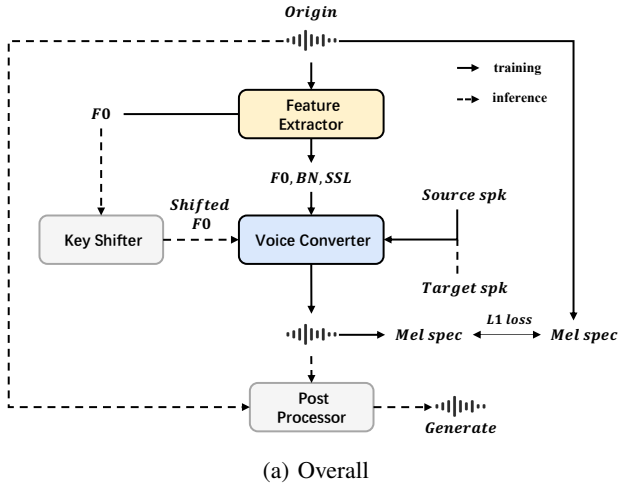 Origin
training
inference
Feature
Extractor
F0
F0, BN, SSL
Source spk
Shifted
F0
Key Shifter
Voice Converter
Target spk
L1 loss
Mel spec
Mel spec
Post
Processor
Generate
(a) Overall